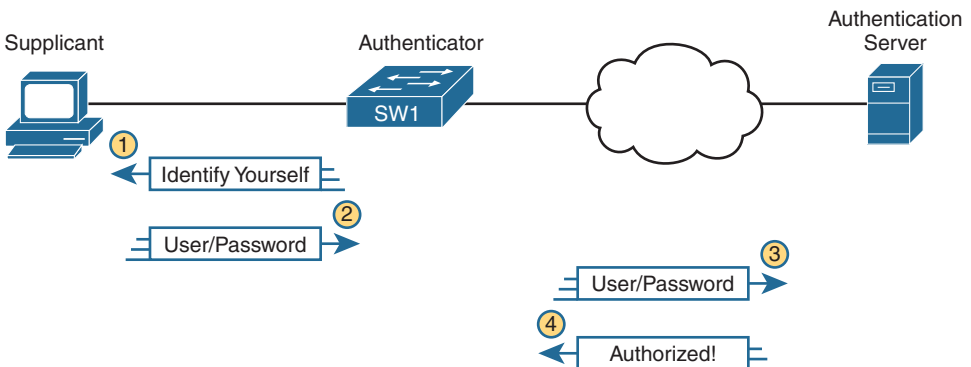 Supplicant
Authenticator
Authentication
Server
SW1
1
Identify Yourself
2
User/Password
3
User/Password
4
Authorized!